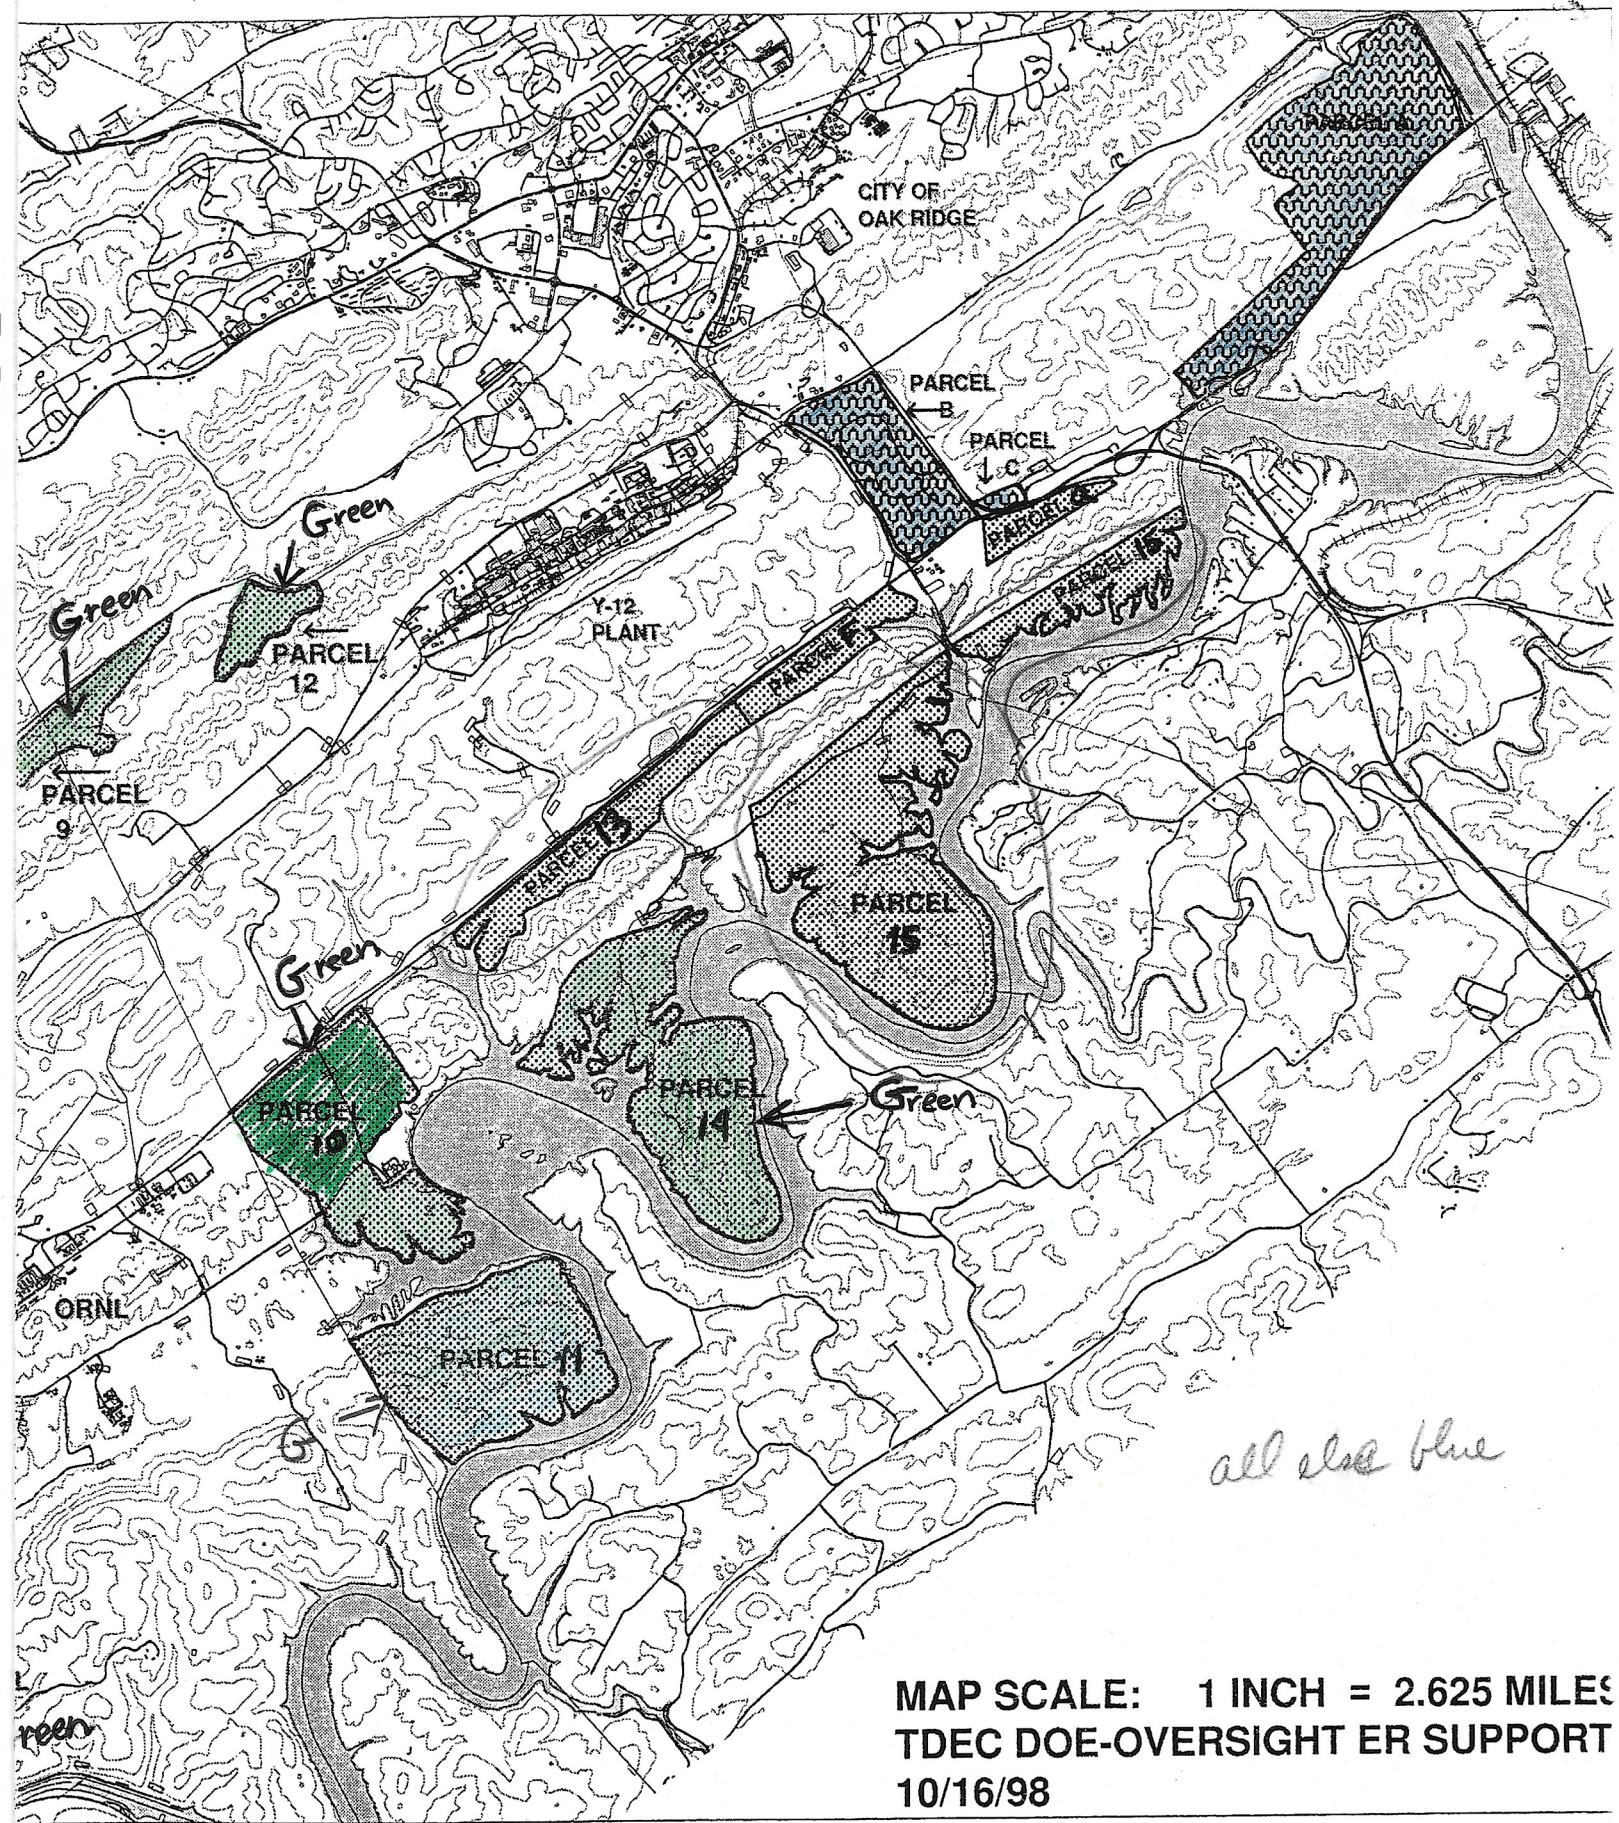 CITY OF
OAK RIDGE
PARCEL
B
PARCEL
C
PARCEL
PARCEL 16
Green
Green
Y-12
PLANT
PARCEL
12
PARCEL
PARCEL
9
PARCEL 13
PARCEL
15
Green
PARCEL
10
PARCEL
14
Green
ORNL
PARCEL 11
G
all else blue
MAP SCALE: 1 INCH = 2.625 MILES
TDEC DOE-OVERSIGHT ER SUPPORT
10/16/98
reen